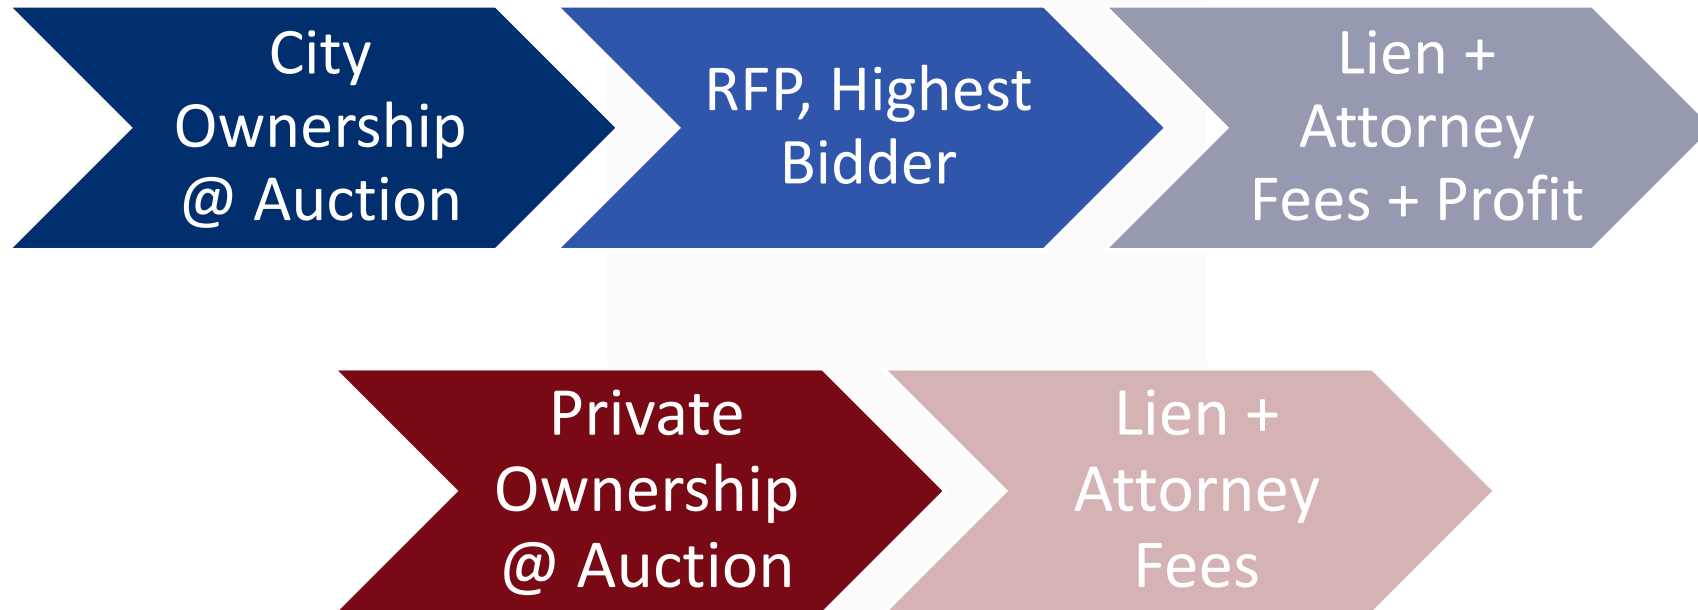 City
Ownership
@ Auction
RFP, Highest
Bidder
Lien +
Attorney
Fees + Profit
Private
Ownership
@ Auction
Lien +
Attorney
Fees